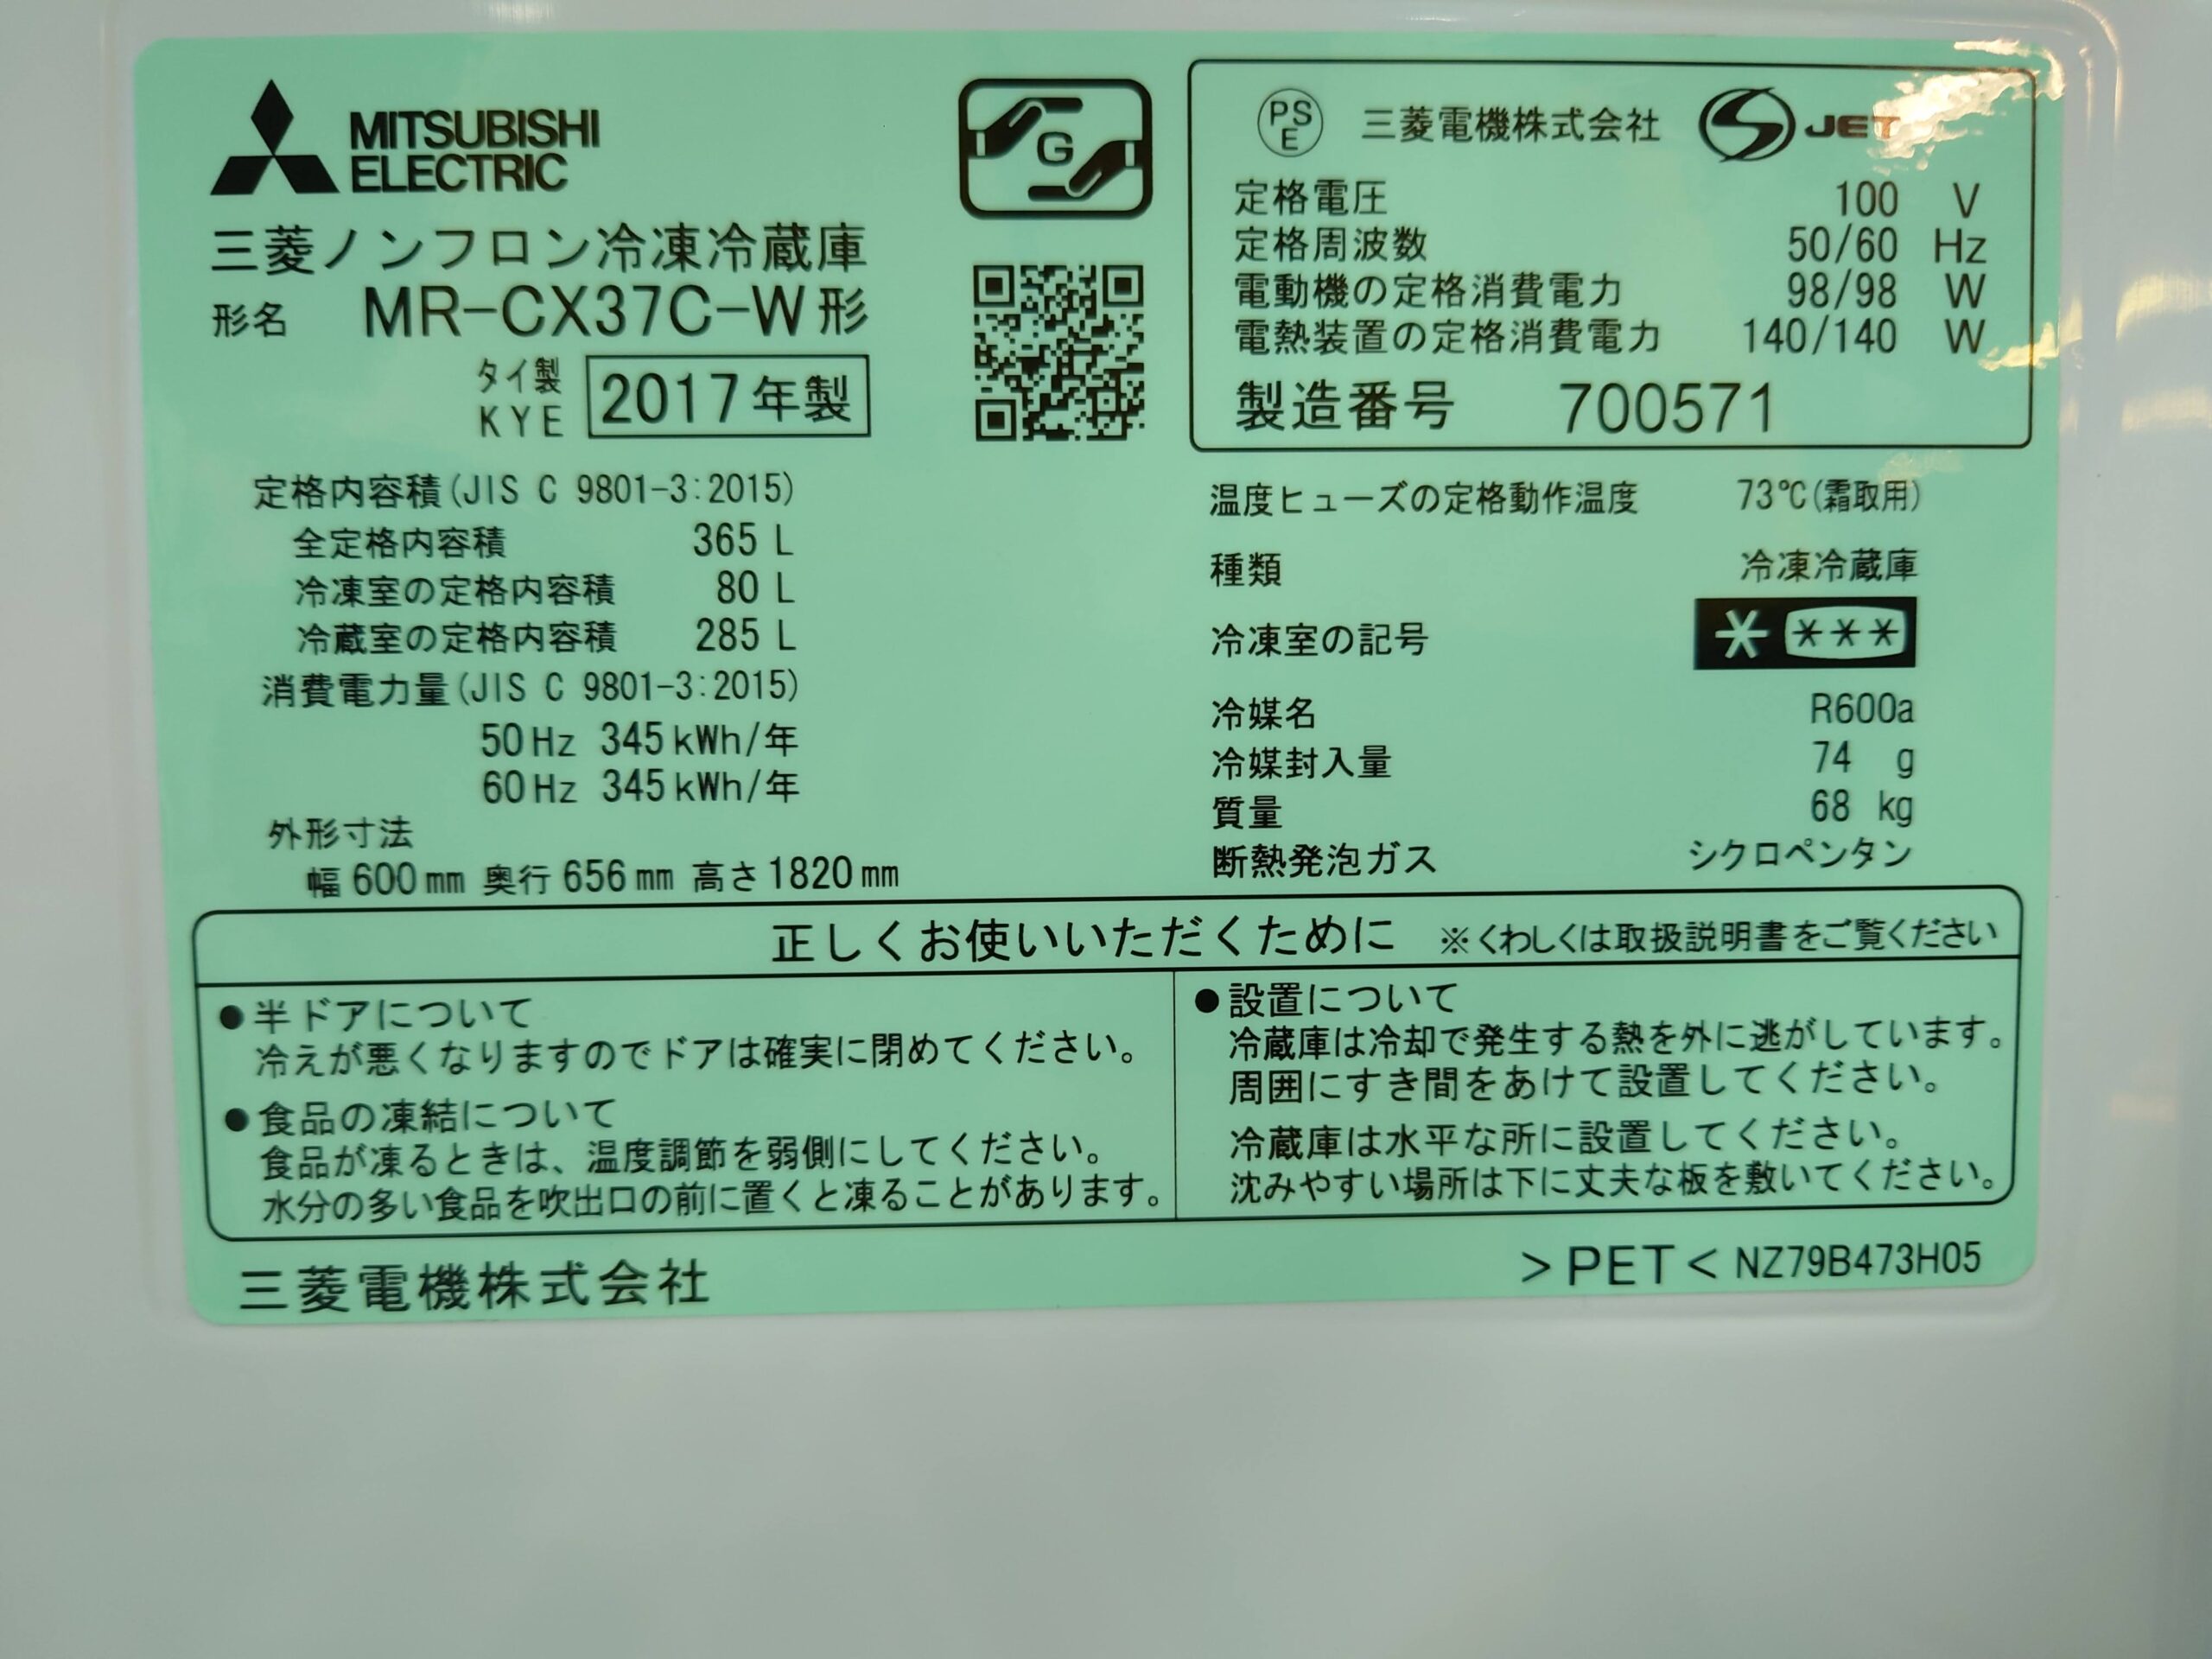 MITSUBISHI
ELECTRIC
三菱ノンフロン冷凍冷蔵庫
形名 MR-CX37C-W形
タイ製
KYE
2017年製
G
PS
E
三菱電機株式会社
JET
定格電圧 100 V
定格周波数 50/60 Hz
電動機の定格消費電力 98/98 W
電熱装置の定格消費電力 140/140 W
製造番号 700571
定格内容積(JIS C 9801-3:2015)
全定格内容積 365 L
冷凍室の定格内容積 80 L
冷蔵室の定格内容積 285 L
消費電力量(JIS C 9801-3:2015)
50Hz 345kWh/年
60Hz 345kWh/年
外形寸法
幅600mm 奥行656mm 高さ1820mm
温度ヒューズの定格動作温度 73℃(霜取用)
種類 冷凍冷蔵庫
冷凍室の記号 * ***
冷媒名 R600a
冷媒封入量 74 g
質量 68 kg
断熱発泡ガス シクロペンタン
正しくお使いいただくために ※くわしくは取扱説明書をご覧ください
●半ドアについて
冷えが悪くなりますのでドアは確実に閉めてください。
●食品の凍結について
食品が凍るときは、温度調節を弱側にしてください。
水分の多い食品を吹出口の前に置くと凍ることがあります。
●設置について
冷蔵庫は冷却で発生する熱を外に逃がしています。
周囲にすき間をあけて設置してください。
冷蔵庫は水平な所に設置してください。
沈みやすい場所は下に丈夫な板を敷いてください。
三菱電機株式会社
>PET< NZ79B473H05